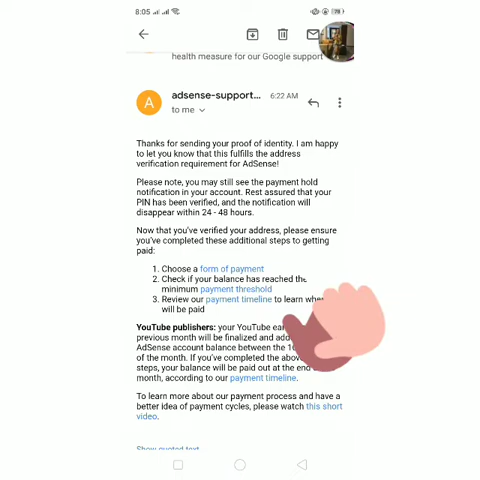 8:05
health measure for our Google support
A
adsense-support... 6:22 AM
to me
Thanks for sending your proof of identity. I am happy
to let you know that this fulfills the address
verification requirement for AdSense!
Please note, you may still see the payment hold
notification in your account. Rest assured that your
PIN has been verified, and the notification will
disappear within 24 - 48 hours.
Now that you've verified your address, please ensure
you've completed these additional steps to getting
paid:
1. Choose a form of payment
2. Check if your balance has reached the
minimum payment threshold
3. Review our payment timeline to learn
will be paid
YouTube publishers: your YouTube
previous month will be finalized and
AdSense account balance between the
of the month. If you've completed the
steps, your balance will be paid out at the end
month, according to our payment timeline.
To learn more about our payment process and have a
better idea of payment cycles, please watch this short
video.
Show quoted text